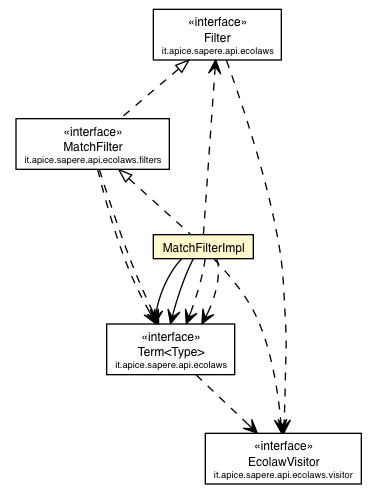 «interface»
Filter
it.apice.sapere.api.ecolaws
«interface»
MatchFilter
it.apice.sapere.api.ecolaws.filters
MatchFilterImpl
«interface»
Term<Type>
it.apice.sapere.api.ecolaws
«interface»
EcolawVisitor
it.apice.sapere.api.ecolaws.visitor